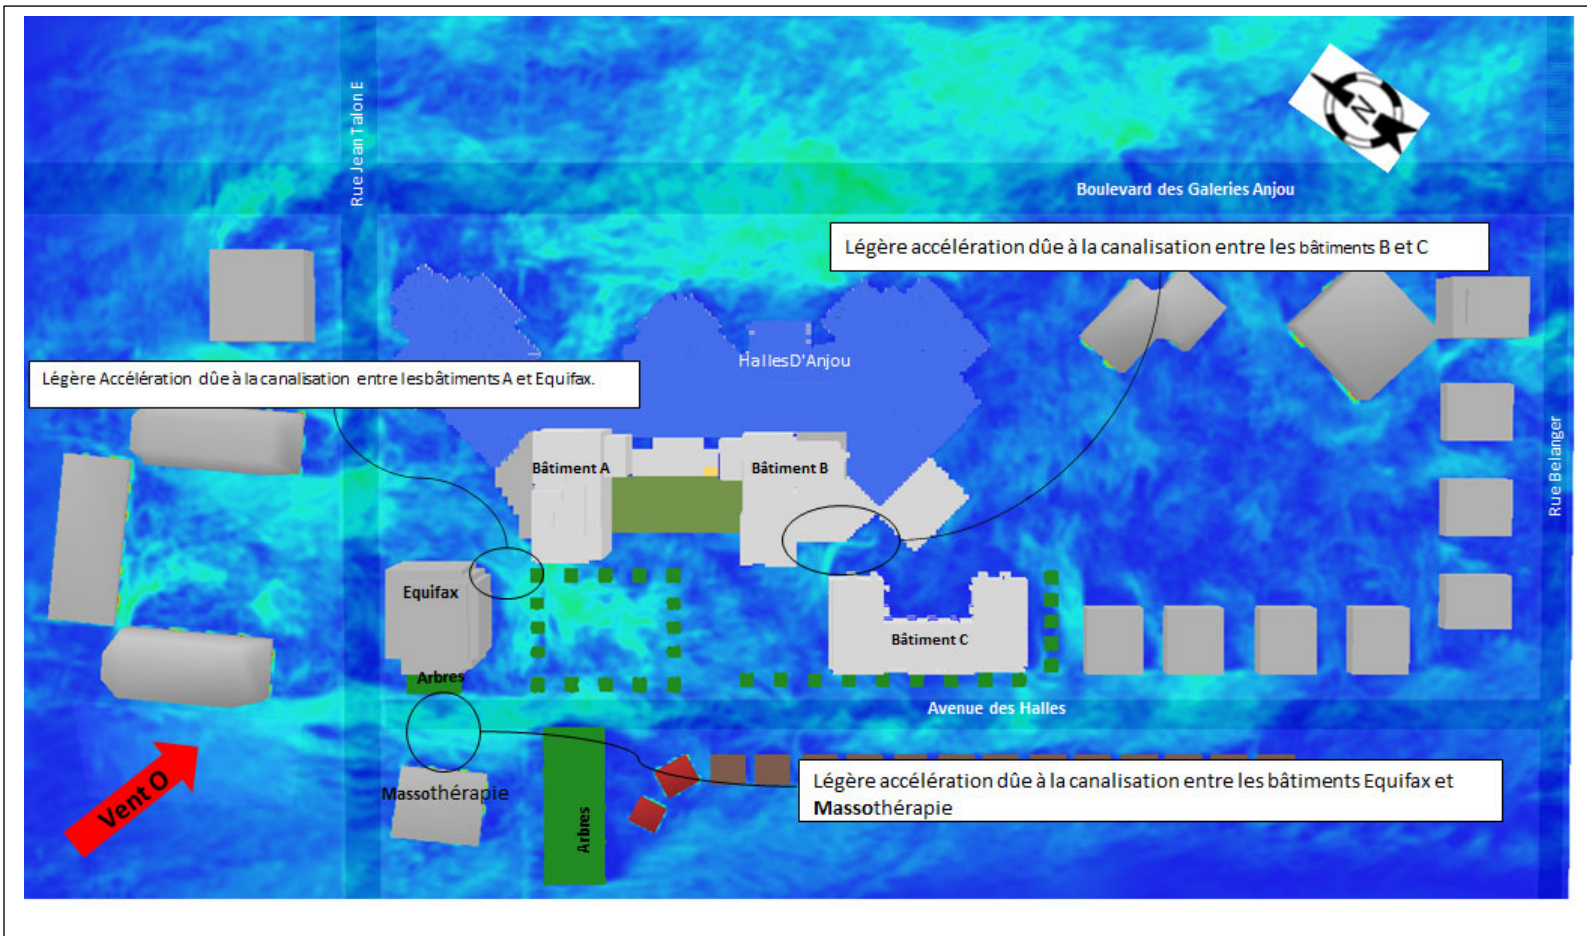 Rue Jean Talon E
N
Boulevard des Galeries Anjou
Légère accélération dûe à la canalisation entre les bâtiments B et C
Halles D'Anjou
Légère Accélération dûe à la canalisation entre les bâtiments A et Equifax.
Bâtiment A
Bâtiment B
Rue Belanger
Equifax
Bâtiment C
Arbres
Avenue des Halles
Vent O
Massothérapie
Arbres
Légère accélération dûe à la canalisation entre les bâtiments Equifax et
Massothérapie